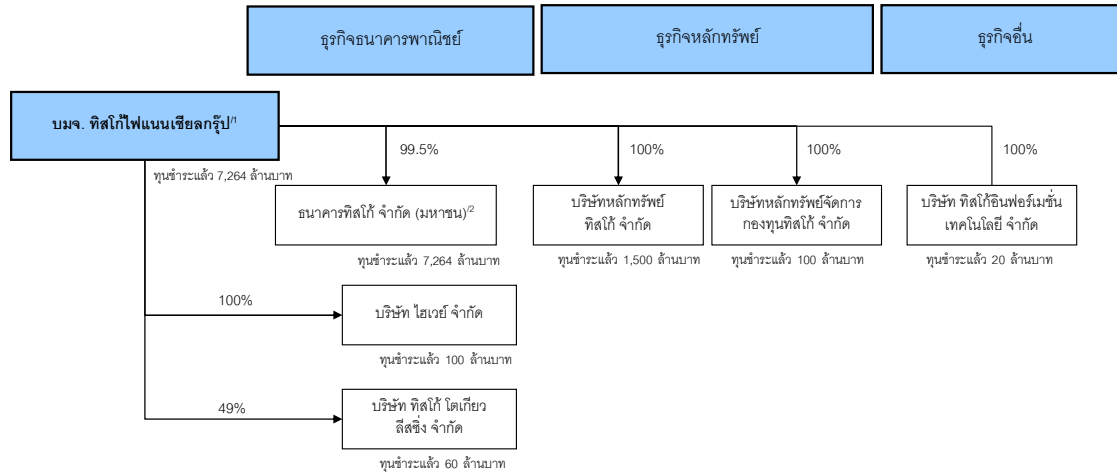 ธุรกิจธนาคารพาณิชย์
ธุรกิจหลักทรัพย์
ธุรกิจอื่น
บมจ. ทิสโก้ไฟแนนเชียลกรุ๊ป/1
ทุนชำระแล้ว 7,264 ล้านบาท
99.5%
100%
100%
100%
ธนาคารทิสโก้ จำกัด (มหาชน)/2
บริษัทหลักทรัพย์
ทิสโก้ จำกัด
บริษัทหลักทรัพย์จัดการ
กองทุนทิสโก้ จำกัด
บริษัท ทิสโก้อินฟอร์เมชั่น
เทคโนโลยี จำกัด
ทุนชำระแล้ว 7,264 ล้านบาท
ทุนชำระแล้ว 1,500 ล้านบาท
ทุนชำระแล้ว 100 ล้านบาท
ทุนชำระแล้ว 20 ล้านบาท
100%
บริษัท ไฮเวย์ จำกัด
ทุนชำระแล้ว 100 ล้านบาท
49%
บริษัท ทิสโก้ โตเกียว
ลีสซิ่ง จำกัด
ทุนชำระแล้ว 60 ล้านบาท